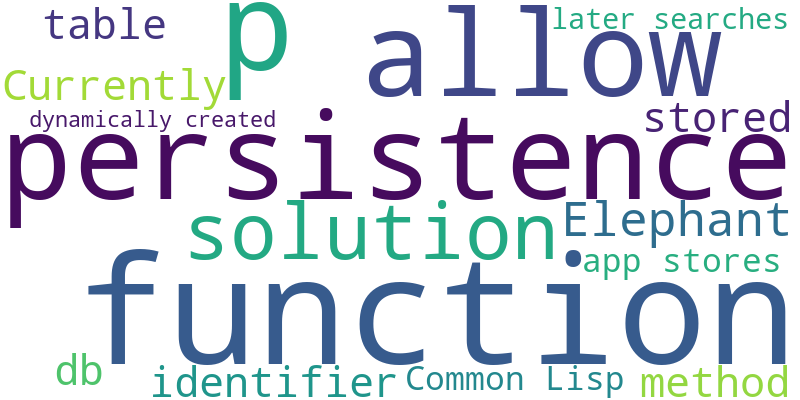 table
p
allow
later searches
Currently
dynamically created
stored
persistence
solution
Elephant
app stores
function
db
identifier
Common Lisp
method